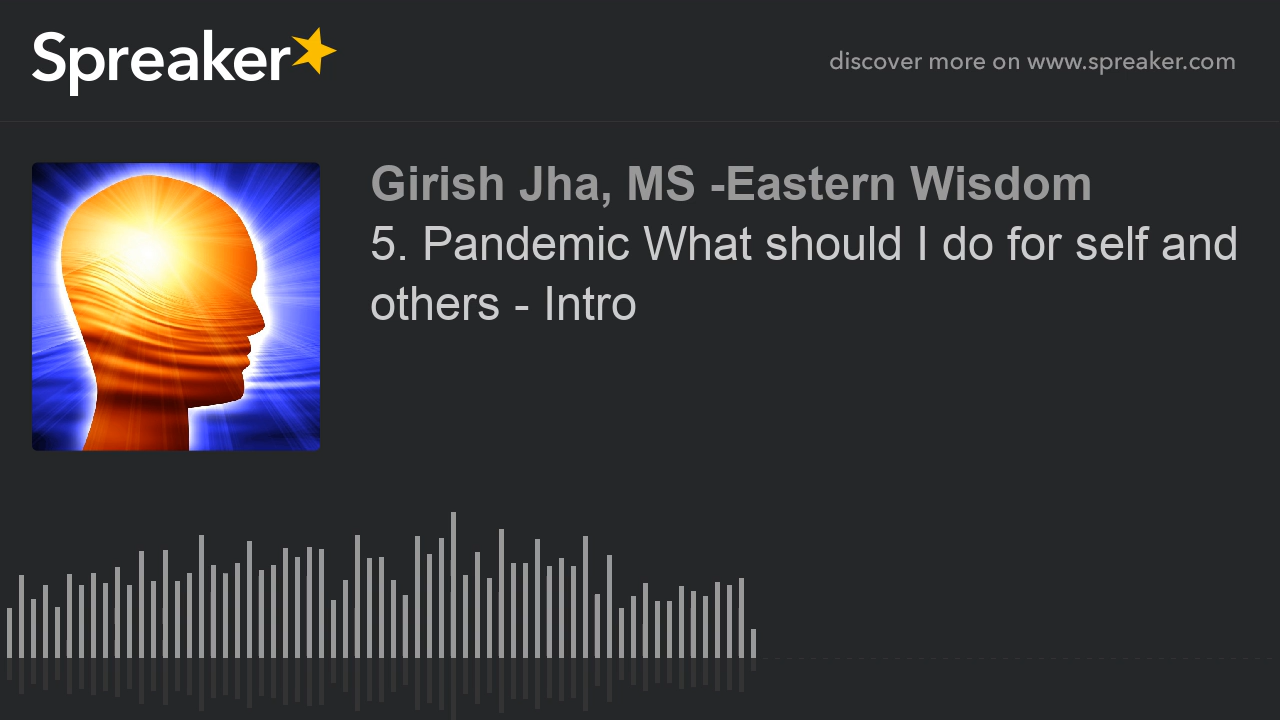 Spreaker
discover more on www.spreaker.com
Girish Jha, MS -Eastern Wisdom
5. Pandemic What should I do for self and
others - Intro